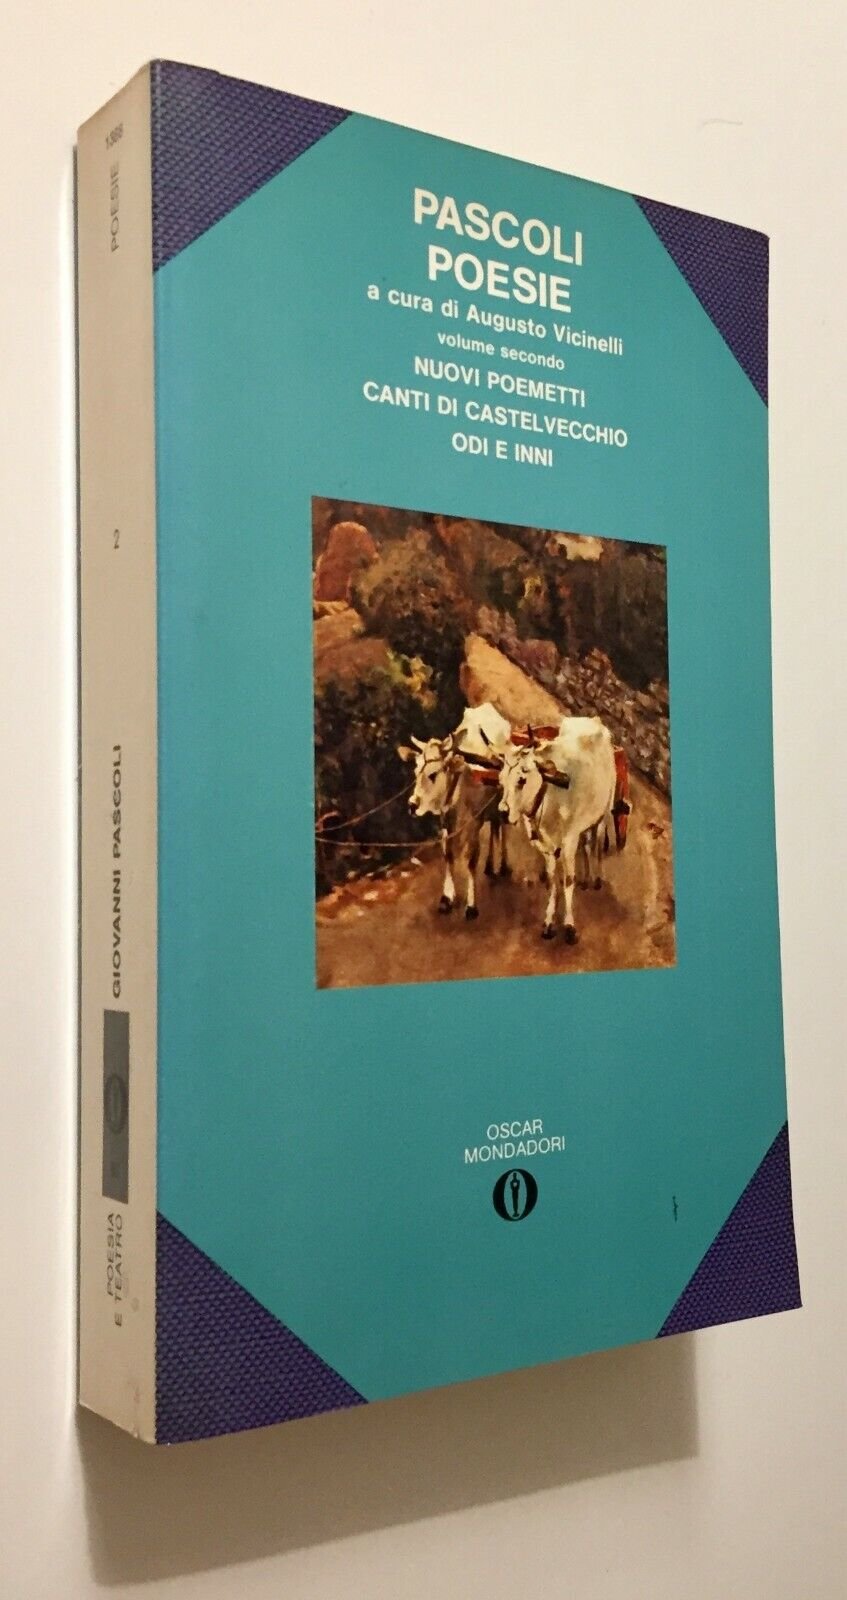 PASCOLI
POESIE
a cura di Augusto Vicinelli
volume secondo
NUOVI POEMETTI
CANTI DI CASTELVECCHIO
ODI E INNI
OSCAR
MONDADORI
POESIE
2
GIOVANNI PASCOLI
POESIA
E TEATRO